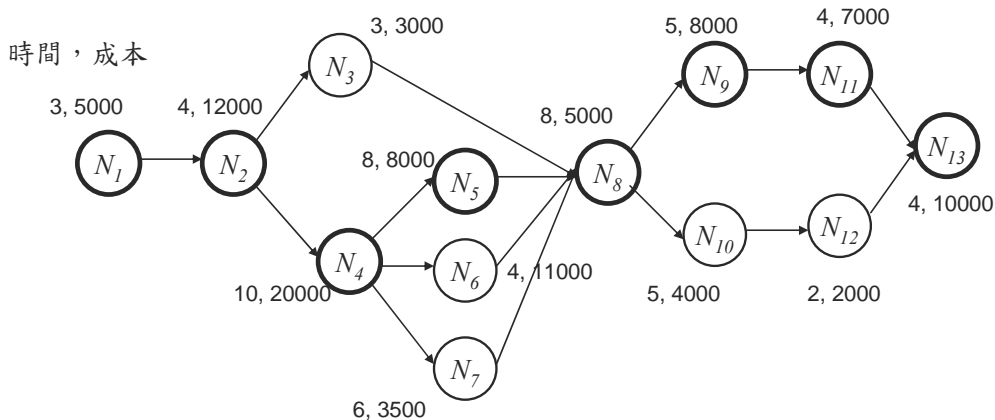 3, 3000
5, 8000
4, 7000
時間，成本
N3
N9
N11
3, 5000
4, 12000
8, 5000
N1
N2
8, 8000
N5
N8
N13
4, 10000
N4
N6
4, 11000
N10
N12
10, 20000
5, 4000
2, 2000
N7
6, 3500